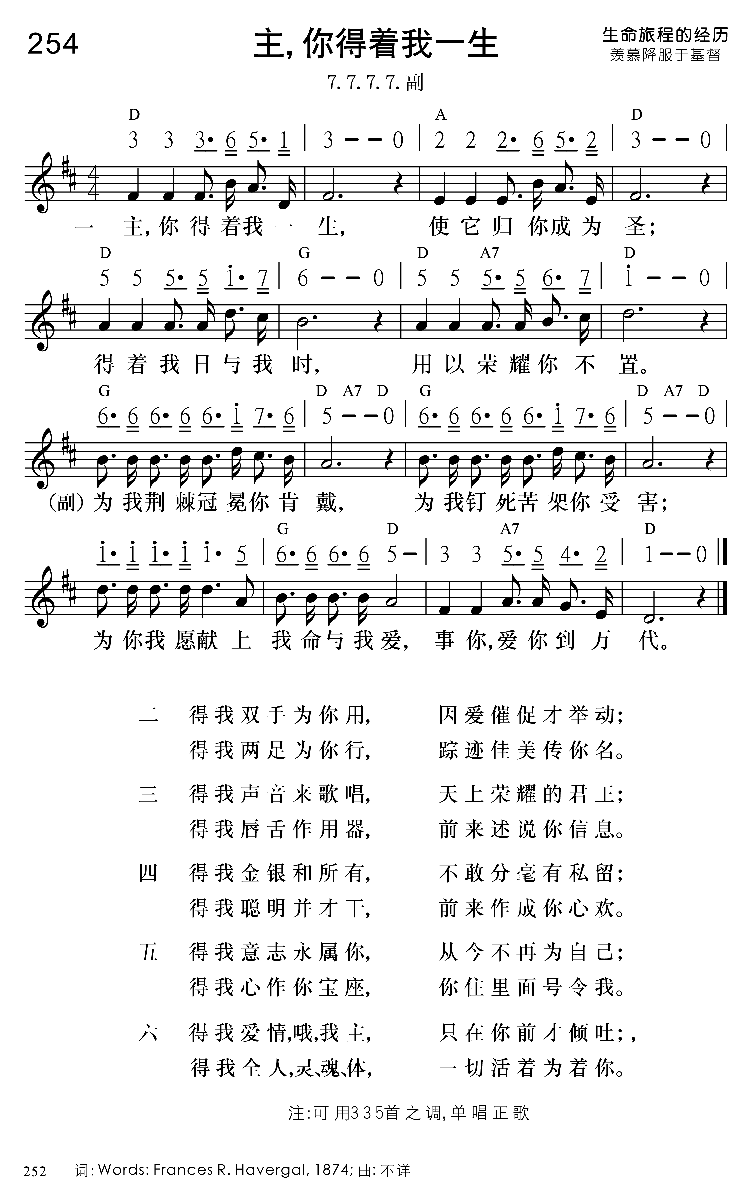 254 主,你得着我一生 生命旅程的经历
羡慕降服于基督
7.7.7.7.副
D A D
3 3 3• 6 5• 1 3 – – 0 2 2 2• 6 5• 2 3 – – 0
4
4
一 主,你得着我一生, 使它归你成为圣;
D G D A7 D
5 5 5• 5 i• 7 6 – – 0 5 5 5• 5 6• 7 i – – 0
得着我日与我时, 用以荣耀你不置。
G D A7 D G D A7 D
6• 6 6• 6 6• i 7• 6 5 – – 0 6• 6 6• 6 6• i 7• 6 5 – – 0
(副)为我荆棘冠冕你肯戴, 为我钉死苦架你受害;
G D A7 D
i• i i• i i• 5 6• 6 6• 6 5 – 3 3 5• 5 4• 2 1 – – 0
为你我愿献上我命与我爱, 事你,爱你到万代。
二 得我双手为你用, 因爱催促才举动;
得我两足为你行, 踪迹佳美传你名。
三 得我声音来歌唱, 天上荣耀的君王;
得我唇舌作用器, 前来述说你信息。
四 得我金银和所有, 不敢分毫有私留;
得我聪明并才干, 前来作成你心欢。
五 得我意志永属你, 从今不再为自己;
得我心作你宝座, 你住里面号令我。
六 得我爱情,哦,我主, 只在你前才倾吐;,
得我全人,灵、魂、体, 一切活着为着你。
注:可用335首之调,单唱正歌
252 词: Words: Frances R. Havergal, 1874; 曲: 不详